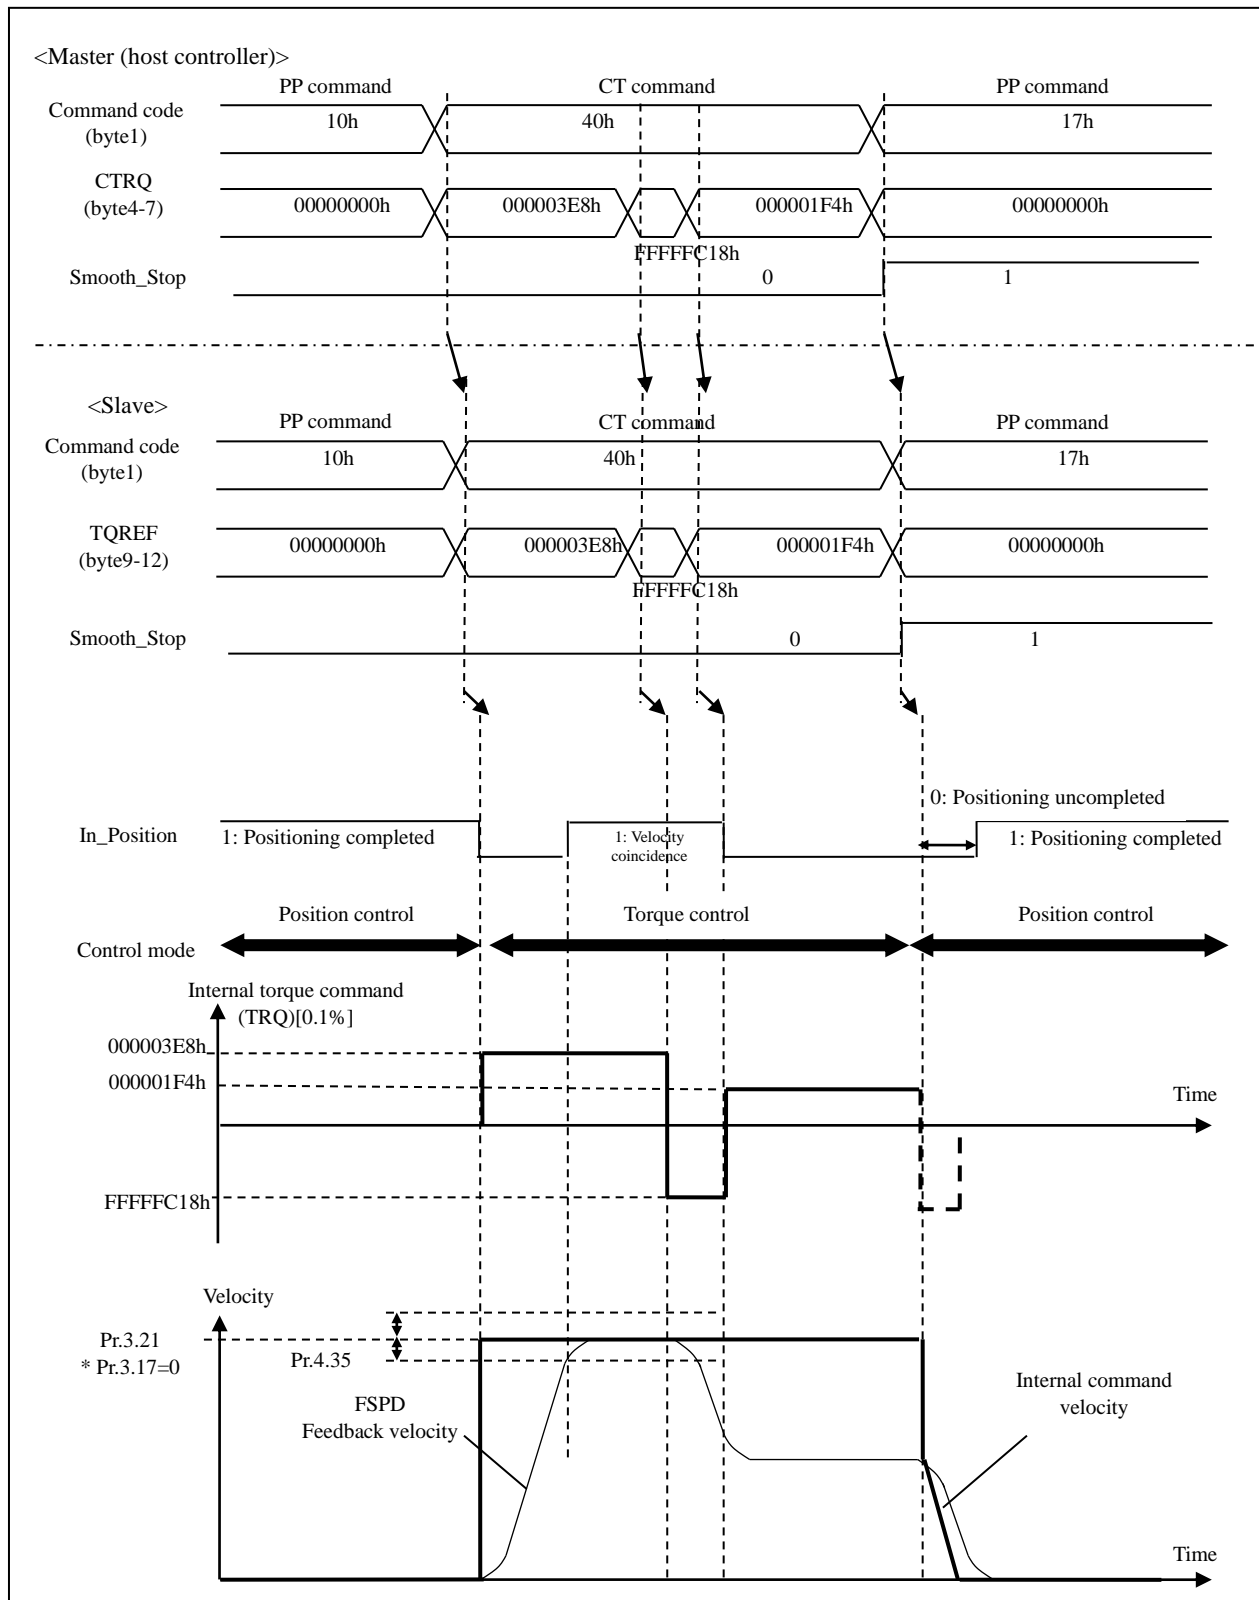 <Master (host controller)>
PP command
CT command
PP command
Command code
(byte1)
10h
40h
17h
CTRQ
(byte4-7)
00000000h
000003E8h
000001F4h
00000000h
FFFFFC18h
Smooth_Stop
0
1
<Slave>
PP command
CT command
PP command
Command code
(byte1)
10h
40h
17h
TQREF
(byte9-12)
00000000h
000003E8h
000001F4h
00000000h
FFFFFC18h
Smooth_Stop
0
1
0: Positioning uncompleted
In_Position
1: Positioning completed
1: Velocity
coincidence
1: Positioning completed
Position control
Torque control
Position control
Control mode
Internal torque command
(TRQ)[0.1%]
000003E8h
000001F4h
Time
FFFFFC18h
Velocity
Pr.3.21
* Pr.3.17=0
Pr.4.35
FSPD
Feedback velocity
Internal command
velocity
Time